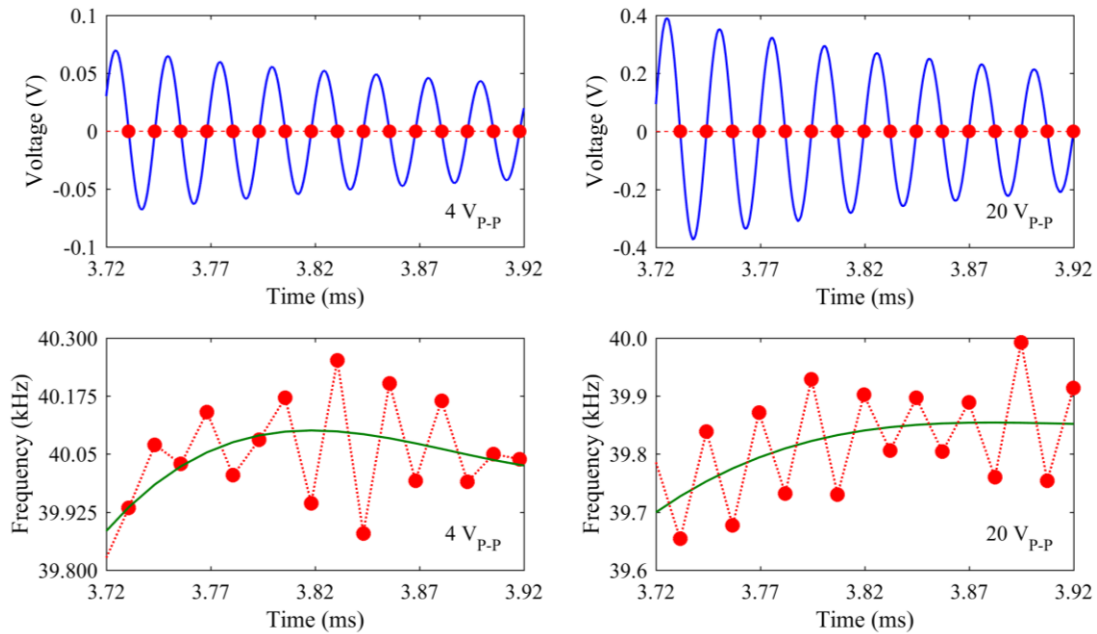 0.1
0.05
0
-0.05
-0.1
Voltage (V)
4 V_P-P
3.72 3.77 3.82 3.87 3.92
Time (ms)
0.4
0.2
0
-0.2
-0.4
Voltage (V)
20 V_P-P
3.72 3.77 3.82 3.87 3.92
Time (ms)
40.300
40.175
40.05
39.925
39.800
Frequency (kHz)
4 V_P-P
3.72 3.77 3.82 3.87 3.92
Time (ms)
40.0
39.9
39.8
39.7
39.6
Frequency (kHz)
20 V_P-P
3.72 3.77 3.82 3.87 3.92
Time (ms)